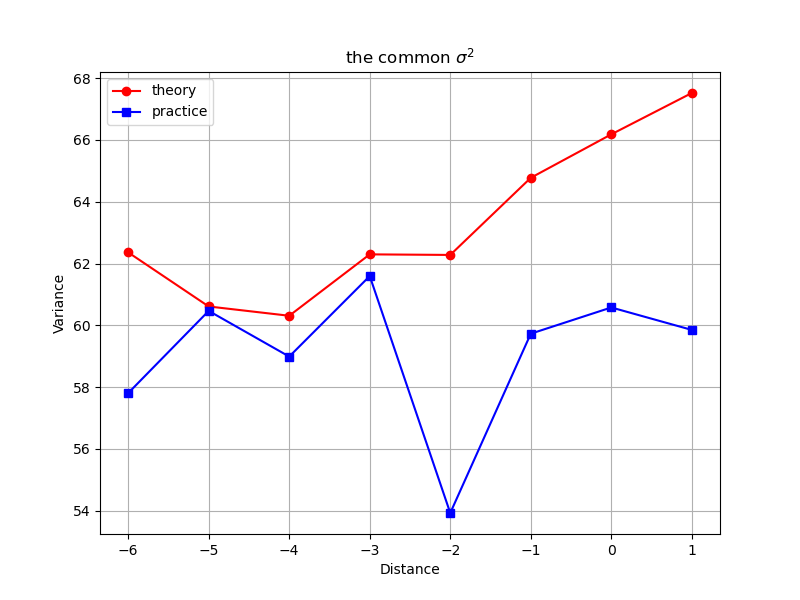 the common σ²
theory
practice
68
66
64
62
60
58
56
54
Variance
−6 −5 −4 −3 −2 −1 0 1
Distance